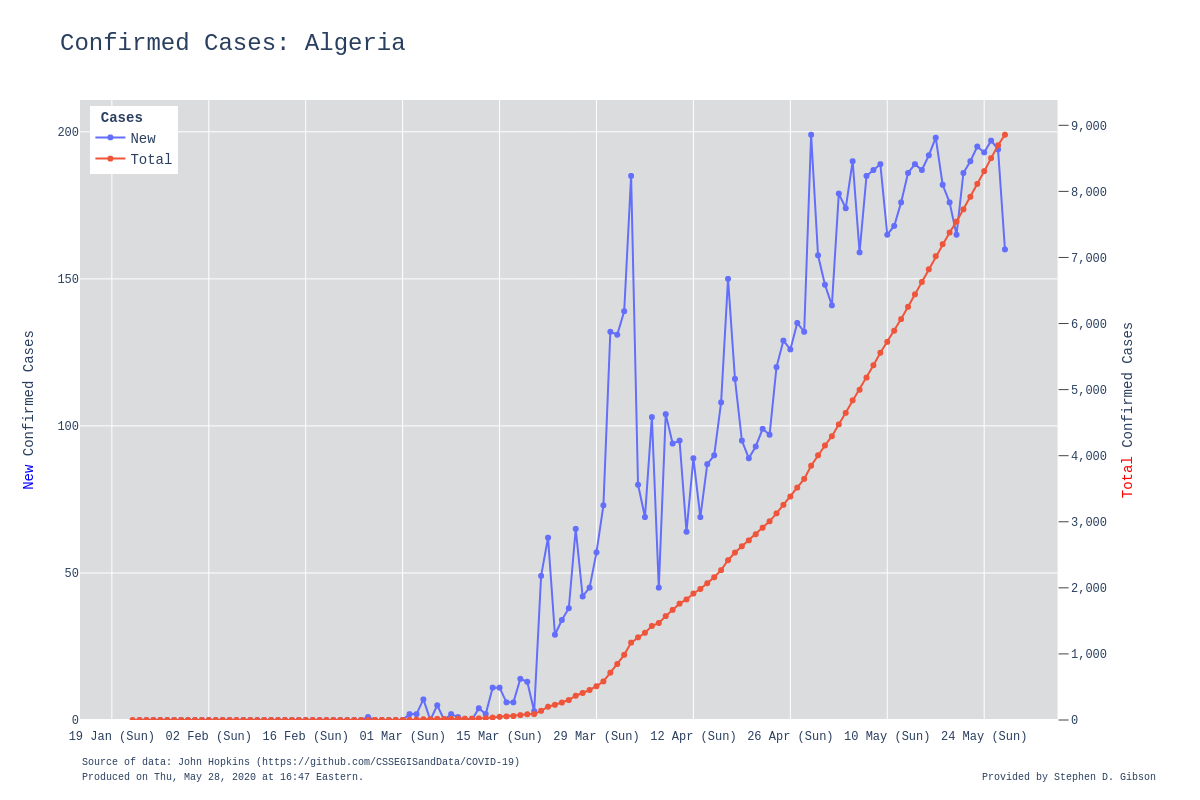 Confirmed Cases: Algeria
Cases
New
Total
200
150
100
50
0
9,000
8,000
7,000
6,000
5,000
4,000
3,000
2,000
1,000
0
New Confirmed Cases
Total Confirmed Cases
19 Jan (Sun) 02 Feb (Sun) 16 Feb (Sun) 01 Mar (Sun) 15 Mar (Sun) 29 Mar (Sun) 12 Apr (Sun) 26 Apr (Sun) 10 May (Sun) 24 May (Sun)
Source of data: John Hopkins (https://github.com/CSSEGISandData/COVID-19)
Produced on Thu, May 28, 2020 at 16:47 Eastern.
Provided by Stephen D. Gibson